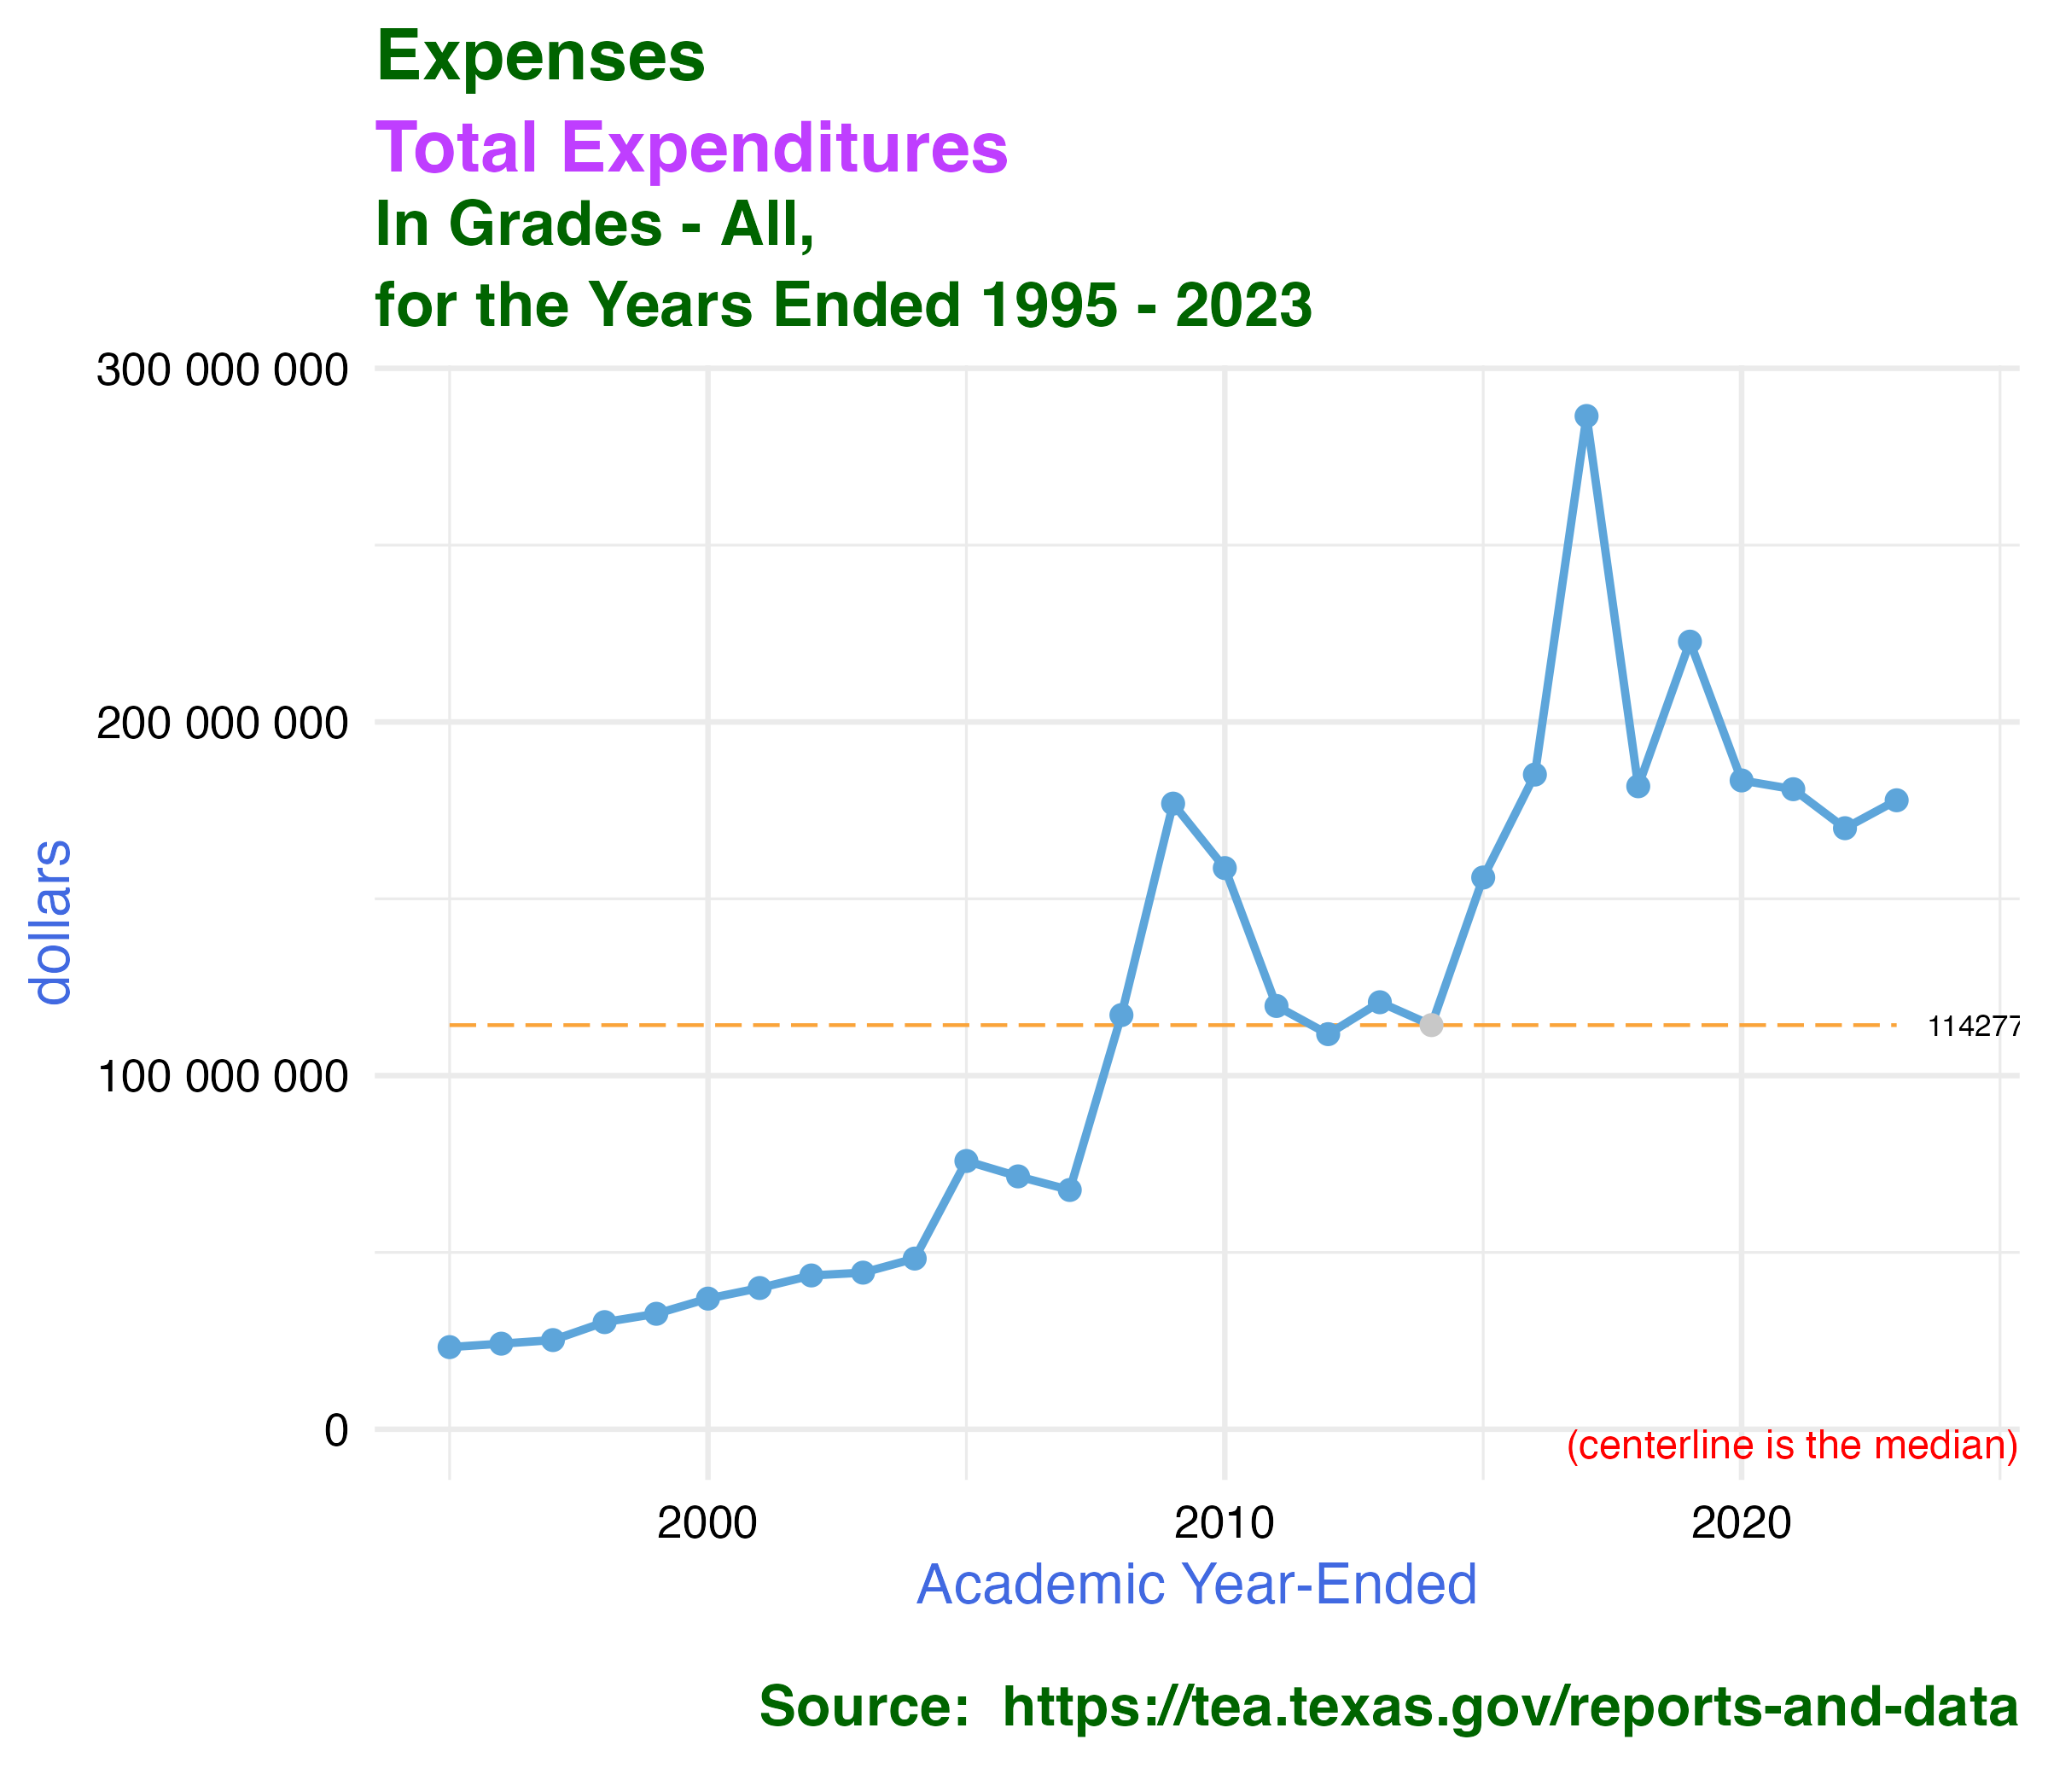 Expenses
Total Expenditures
In Grades - All,
for the Years Ended 1995 - 2023
300 000 000
200 000 000
100 000 000
0
dollars
114277
(centerline is the median)
2000 2010 2020
Academic Year-Ended
Source:  https://tea.texas.gov/reports-and-data